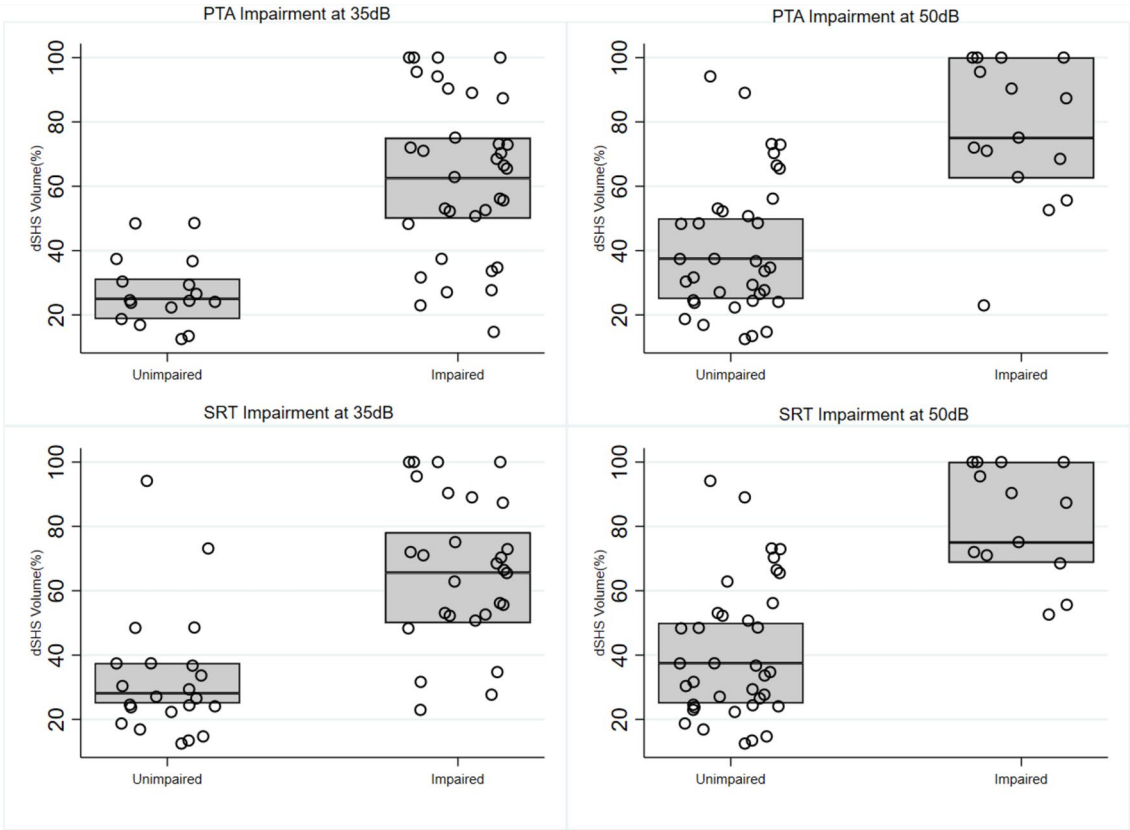 PTA Impairment at 35dB
dSHS Volume(%)
100
80
60
40
20
Unimpaired
Impaired
PTA Impairment at 50dB
dSHS Volume(%)
100
80
60
40
20
Unimpaired
Impaired
SRT Impairment at 35dB
dSHS Volume(%)
100
80
60
40
20
Unimpaired
Impaired
SRT Impairment at 50dB
dSHS Volume(%)
100
80
60
40
20
Unimpaired
Impaired